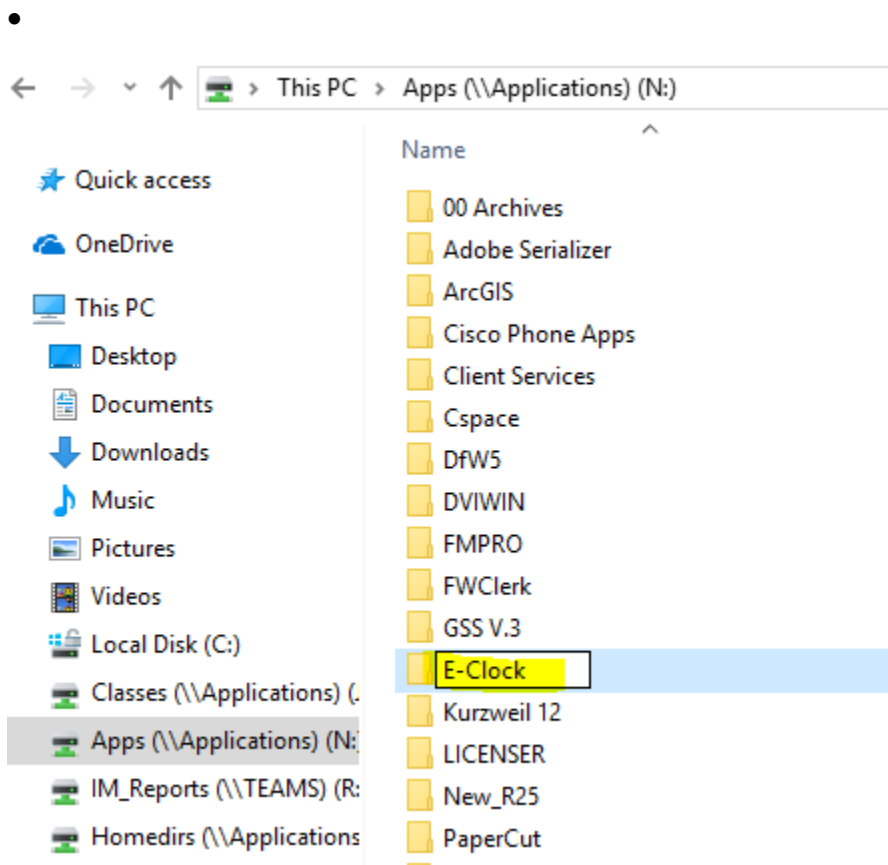 This PC > Apps (\\Applications) (N:)
Name
Quick access
OneDrive
This PC
Desktop
Documents
Downloads
Music
Pictures
Videos
Local Disk (C:)
Classes (\\Applications) (.
Apps (\\Applications) (N:
IM_Reports (\\TEAMS) (R:
Homedirs (\\Applications
00 Archives
Adobe Serializer
ArcGIS
Cisco Phone Apps
Client Services
Cspace
DfW5
DVIWIN
FMPRO
FWClerk
GSS V.3
E-Clock
Kurzweil 12
LICENSER
New_R25
PaperCut